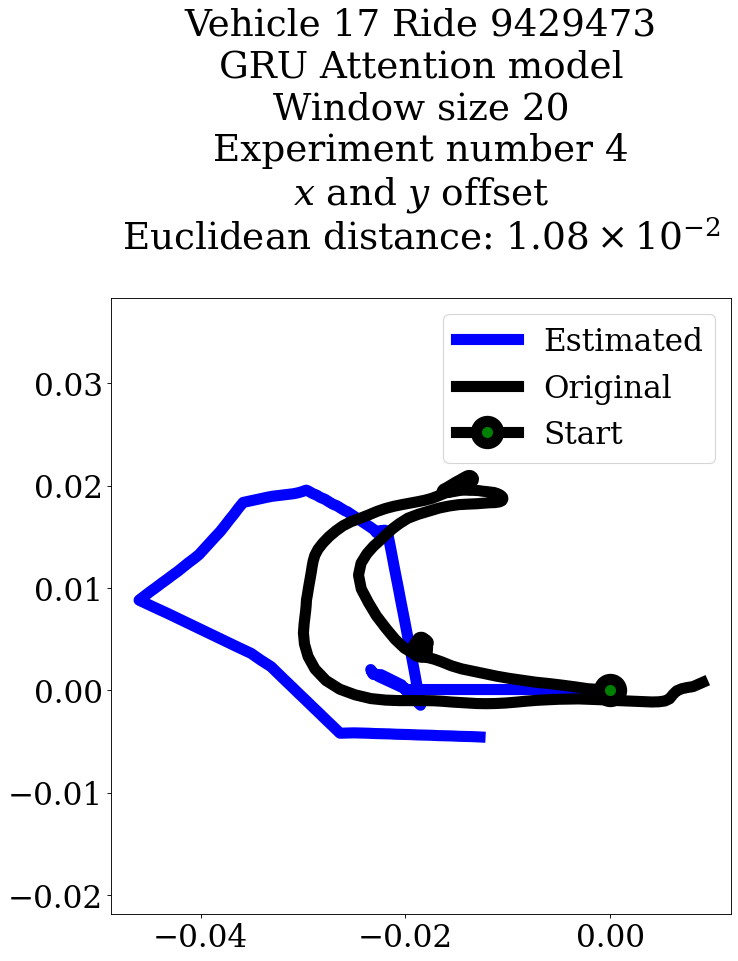 Vehicle 17 Ride 9429473
GRU Attention model
Window size 20
Experiment number 4
x and y offset
Euclidean distance: 1.08 × 10⁻²
Estimated
Original
Start
0.03
0.02
0.01
0.00
−0.01
−0.02
−0.04
−0.02
0.00